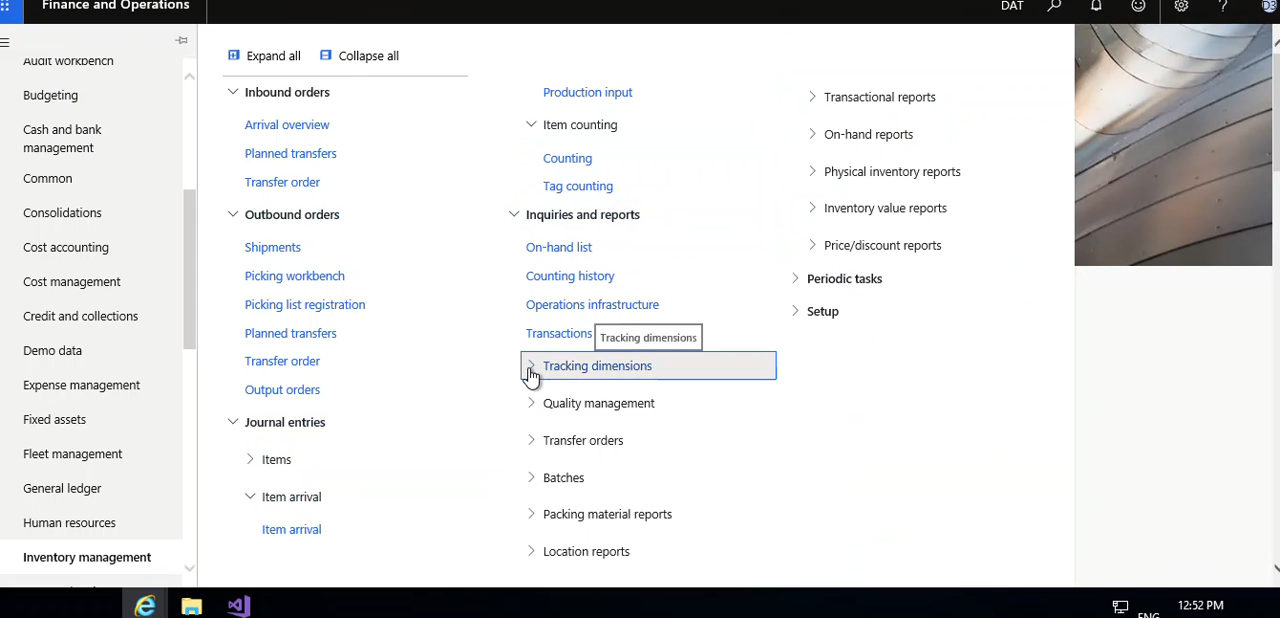 Finance and Operations
DAT
D3
Audit workbench
Budgeting
Cash and bank
management
Common
Consolidations
Cost accounting
Cost management
Credit and collections
Demo data
Expense management
Fixed assets
Fleet management
General ledger
Human resources
Inventory management
Expand all
Collapse all
Inbound orders
Arrival overview
Planned transfers
Transfer order
Outbound orders
Shipments
Picking workbench
Picking list registration
Planned transfers
Transfer order
Output orders
Journal entries
Items
Item arrival
Item arrival
Production input
Item counting
Counting
Tag counting
Inquiries and reports
On-hand list
Counting history
Operations infrastructure
Transactions
Tracking dimensions
Tracking dimensions
Quality management
Transfer orders
Batches
Packing material reports
Location reports
Transactional reports
On-hand reports
Physical inventory reports
Inventory value reports
Price/discount reports
Periodic tasks
Setup
12:52 PM
ENG